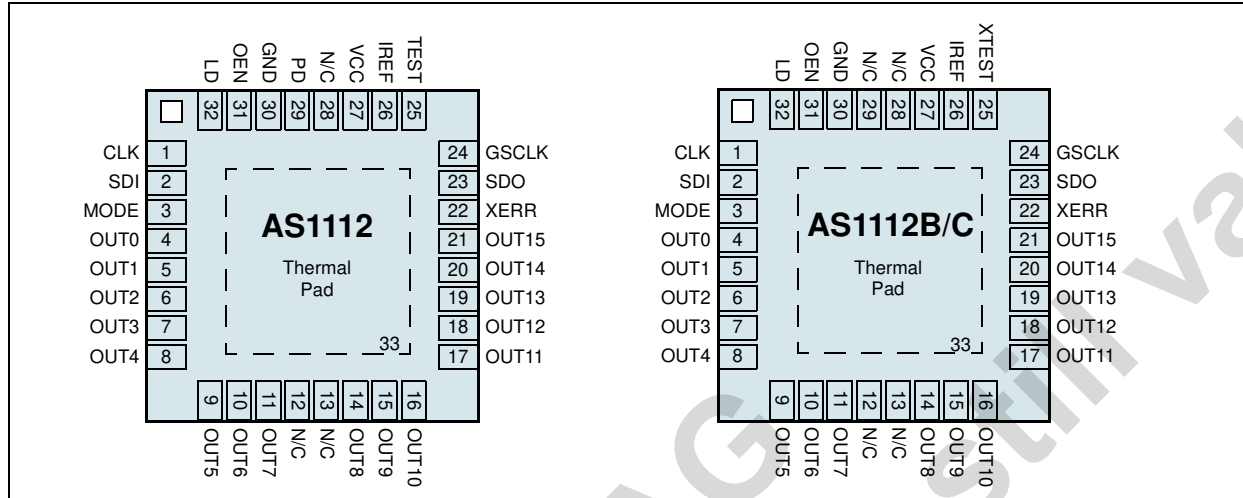 LD OEN GND PD N/C VCC IREF TEST
32 31 30 29 28 27 26 25
CLK 1
SDI 2
MODE 3
OUT0 4
OUT1 5
OUT2 6
OUT3 7
OUT4 8
AS1112
Thermal
Pad
33
24 GSCLK
23 SDO
22 XERR
21 OUT15
20 OUT14
19 OUT13
18 OUT12
17 OUT11
9 10 11 12 13 14 15 16
OUT5 OUT6 OUT7 N/C N/C OUT8 OUT9 OUT10
LD OEN GND N/C N/C VCC IREF XTEST
32 31 30 29 28 27 26 25
CLK 1
SDI 2
MODE 3
OUT0 4
OUT1 5
OUT2 6
OUT3 7
OUT4 8
AS1112B/C
Thermal
Pad
33
24 GSCLK
23 SDO
22 XERR
21 OUT15
20 OUT14
19 OUT13
18 OUT12
17 OUT11
9 10 11 12 13 14 15 16
OUT5 OUT6 OUT7 N/C N/C OUT8 OUT9 OUT10
still